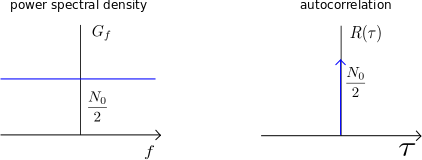 power spectral density
G_f
N_0
2
f
autocorrelation
R(τ)
N_0
2
τ